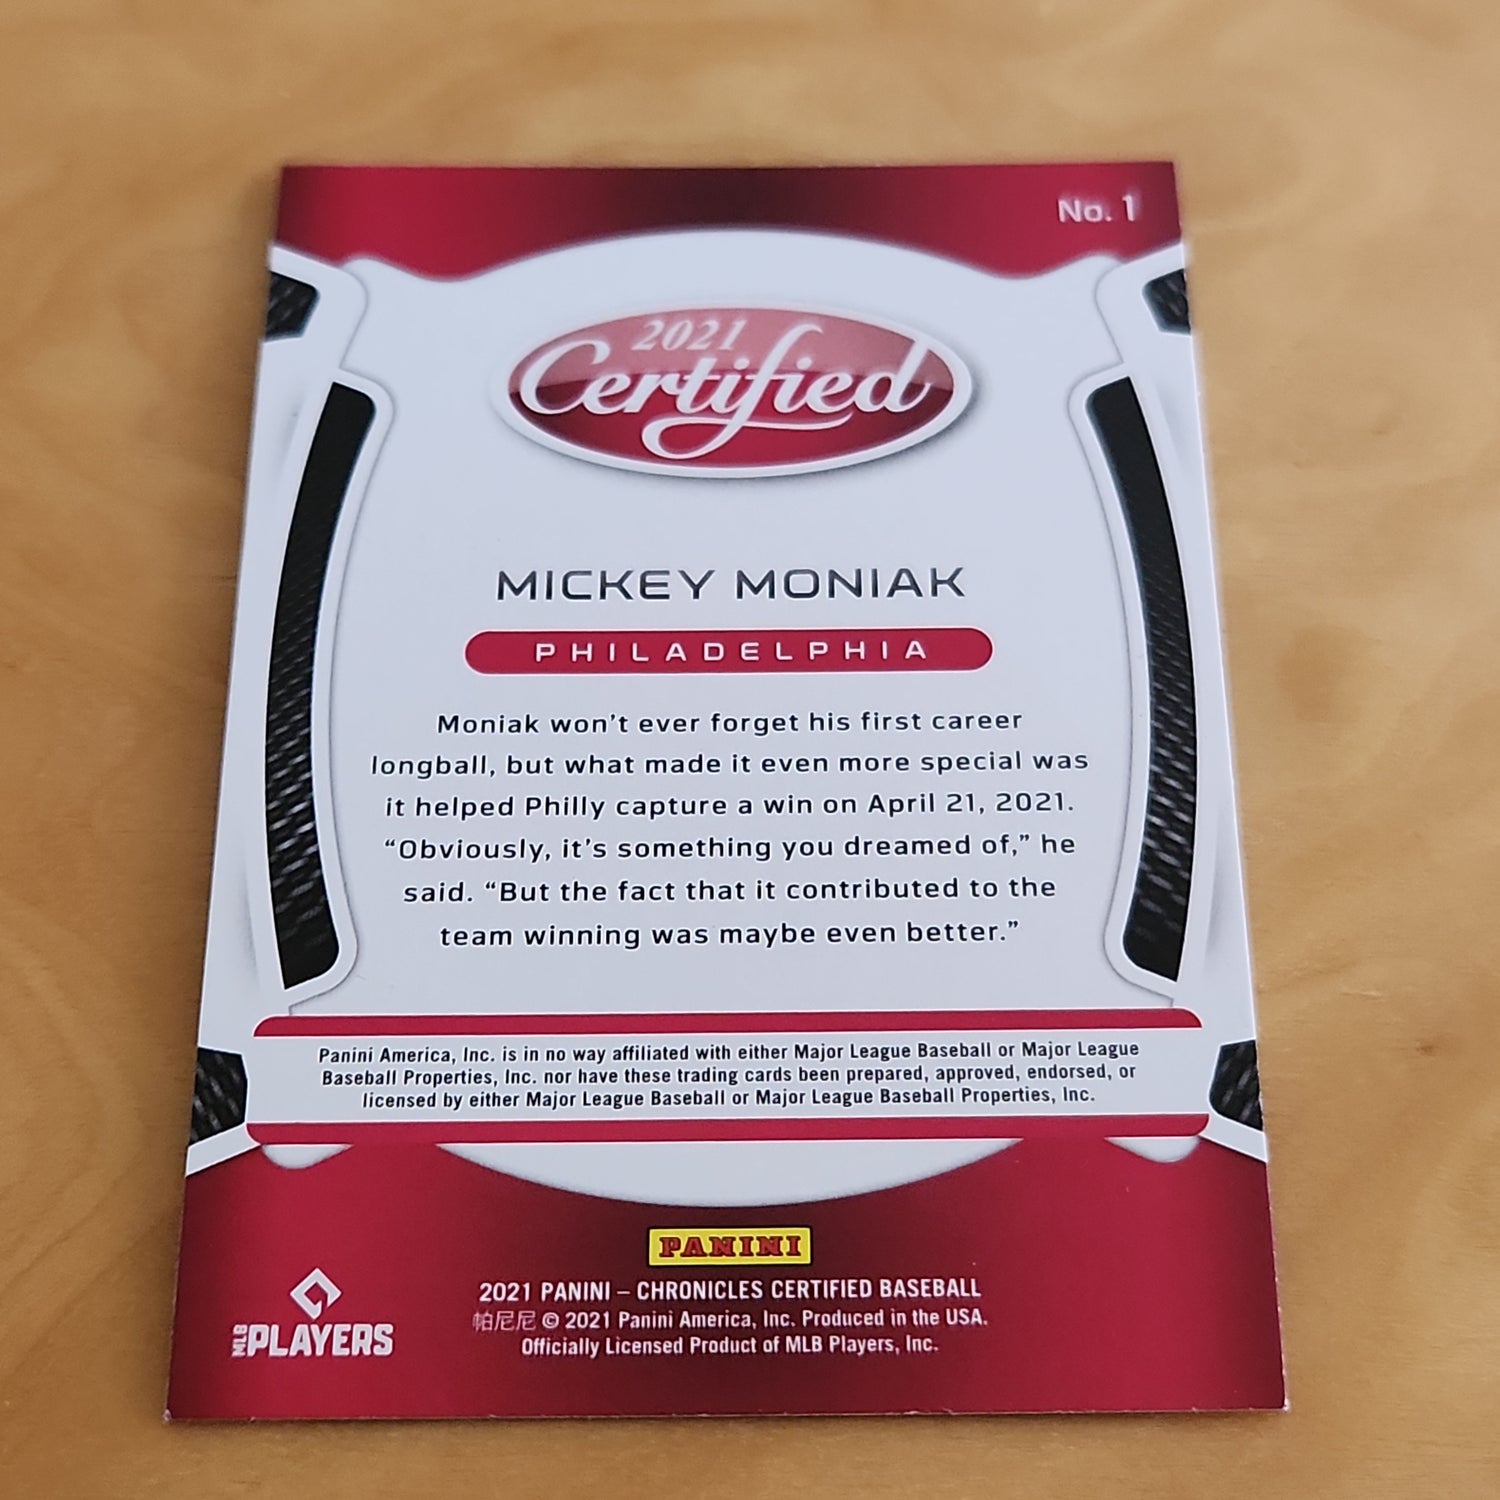 No. 1
2021
Certified
MICKEY MONIAK
PHILADELPHIA
Moniak won't ever forget his first career
longball, but what made it even more special was
it helped Philly capture a win on April 21, 2021.
“Obviously, it's something you dreamed of,” he
said. “But the fact that it contributed to the
team winning was maybe even better.”
Panini America, Inc. is in no way affiliated with either Major League Baseball or Major League
Baseball Properties, Inc. nor have these trading cards been prepared, approved, endorsed, or
licensed by either Major League Baseball or Major League Baseball Properties, Inc.
PANINI
2021 PANINI – CHRONICLES CERTIFIED BASEBALL
帕尼尼 © 2021 Panini America, Inc. Produced in the USA.
Officially Licensed Product of MLB Players, Inc.
MLB PLAYERS